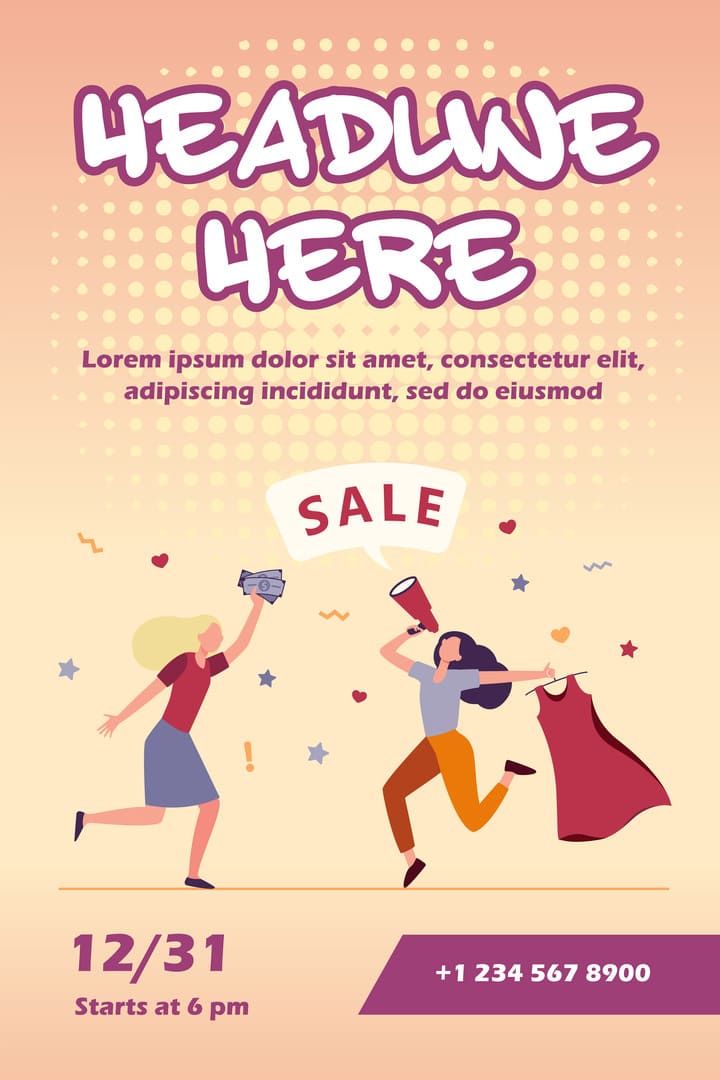 HEADLINE
HERE
Lorem ipsum dolor sit amet, consectetur elit,
adipiscing incididunt, sed do eiusmod
SALE
$
12/31
Starts at 6 pm
+1 234 567 8900